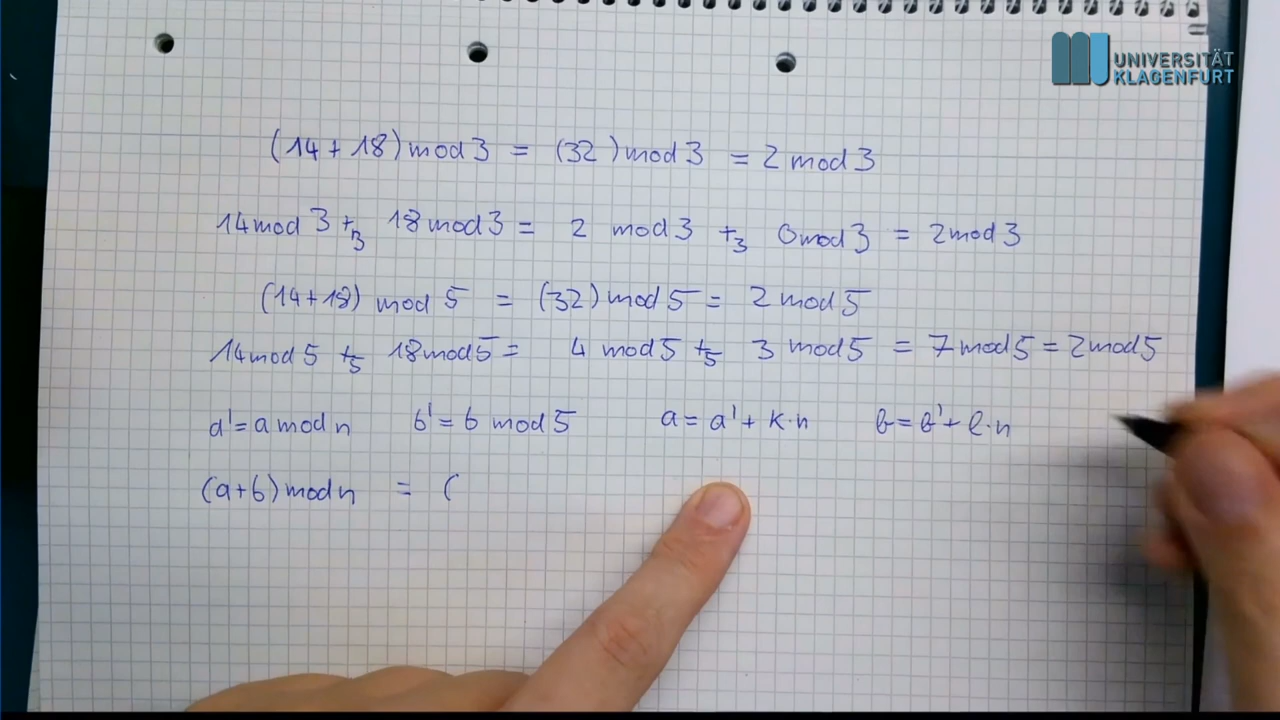 UNIVERSITÄT
KLAGENFURT
(14+18) mod 3 = (32) mod 3 = 2 mod 3
14 mod 3 +₃ 18 mod 3 = 2 mod 3 +₃ 0 mod 3 = 2 mod 3
(14+18) mod 5 = (32) mod 5 = 2 mod 5
14 mod 5 +₅ 18 mod 5 = 4 mod 5 +₅ 3 mod 5 = 7 mod 5 = 2 mod 5
a' = a mod n b' = b mod 5 a = a' + k·n b = b' + l·n
(a+b) mod n = (